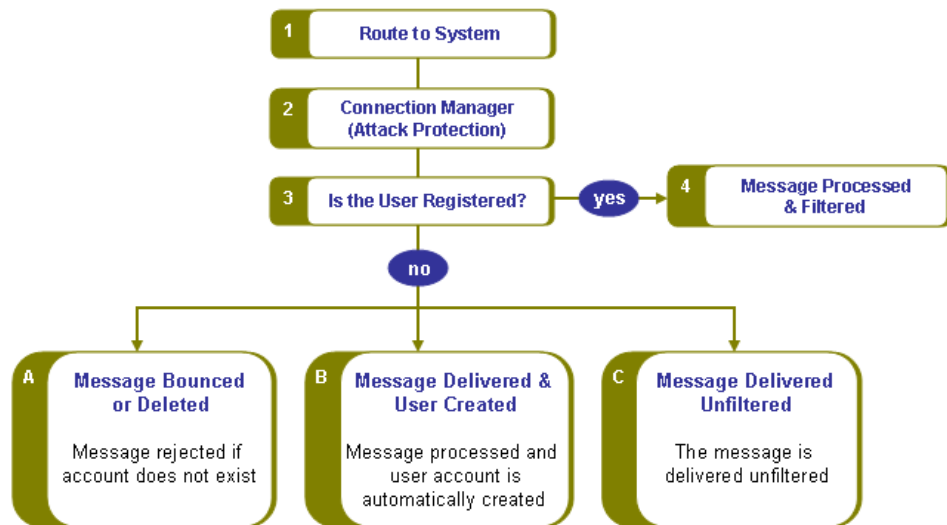 1
Route to System
2
Connection Manager
(Attack Protection)
3
Is the User Registered?
yes
4
Message Processed
& Filtered
no
A
Message Bounced
or Deleted
Message rejected if
account does not exist
B
Message Delivered &
User Created
Message processed and
user account is
automatically created
C
Message Delivered
Unfiltered
The message is
delivered unfiltered